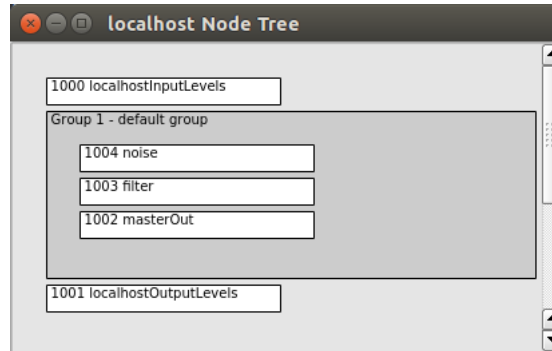 localhost Node Tree
1000 localhostInputLevels
Group 1 - default group
1004 noise
1003 filter
1002 masterOut
1001 localhostOutputLevels